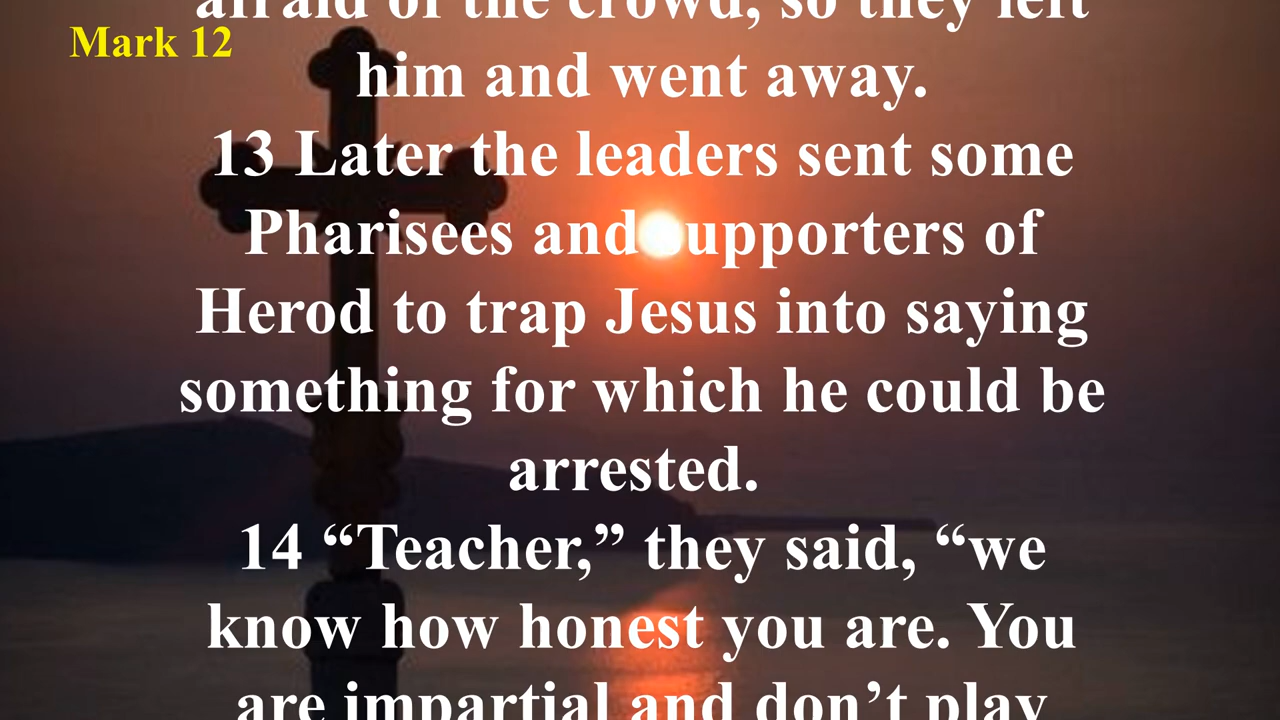 Mark 12
afraid of the crowd, so they left
him and went away.
13 Later the leaders sent some
Pharisees and supporters of
Herod to trap Jesus into saying
something for which he could be
arrested.
14 “Teacher,” they said, “we
know how honest you are. You
are impartial and don’t play